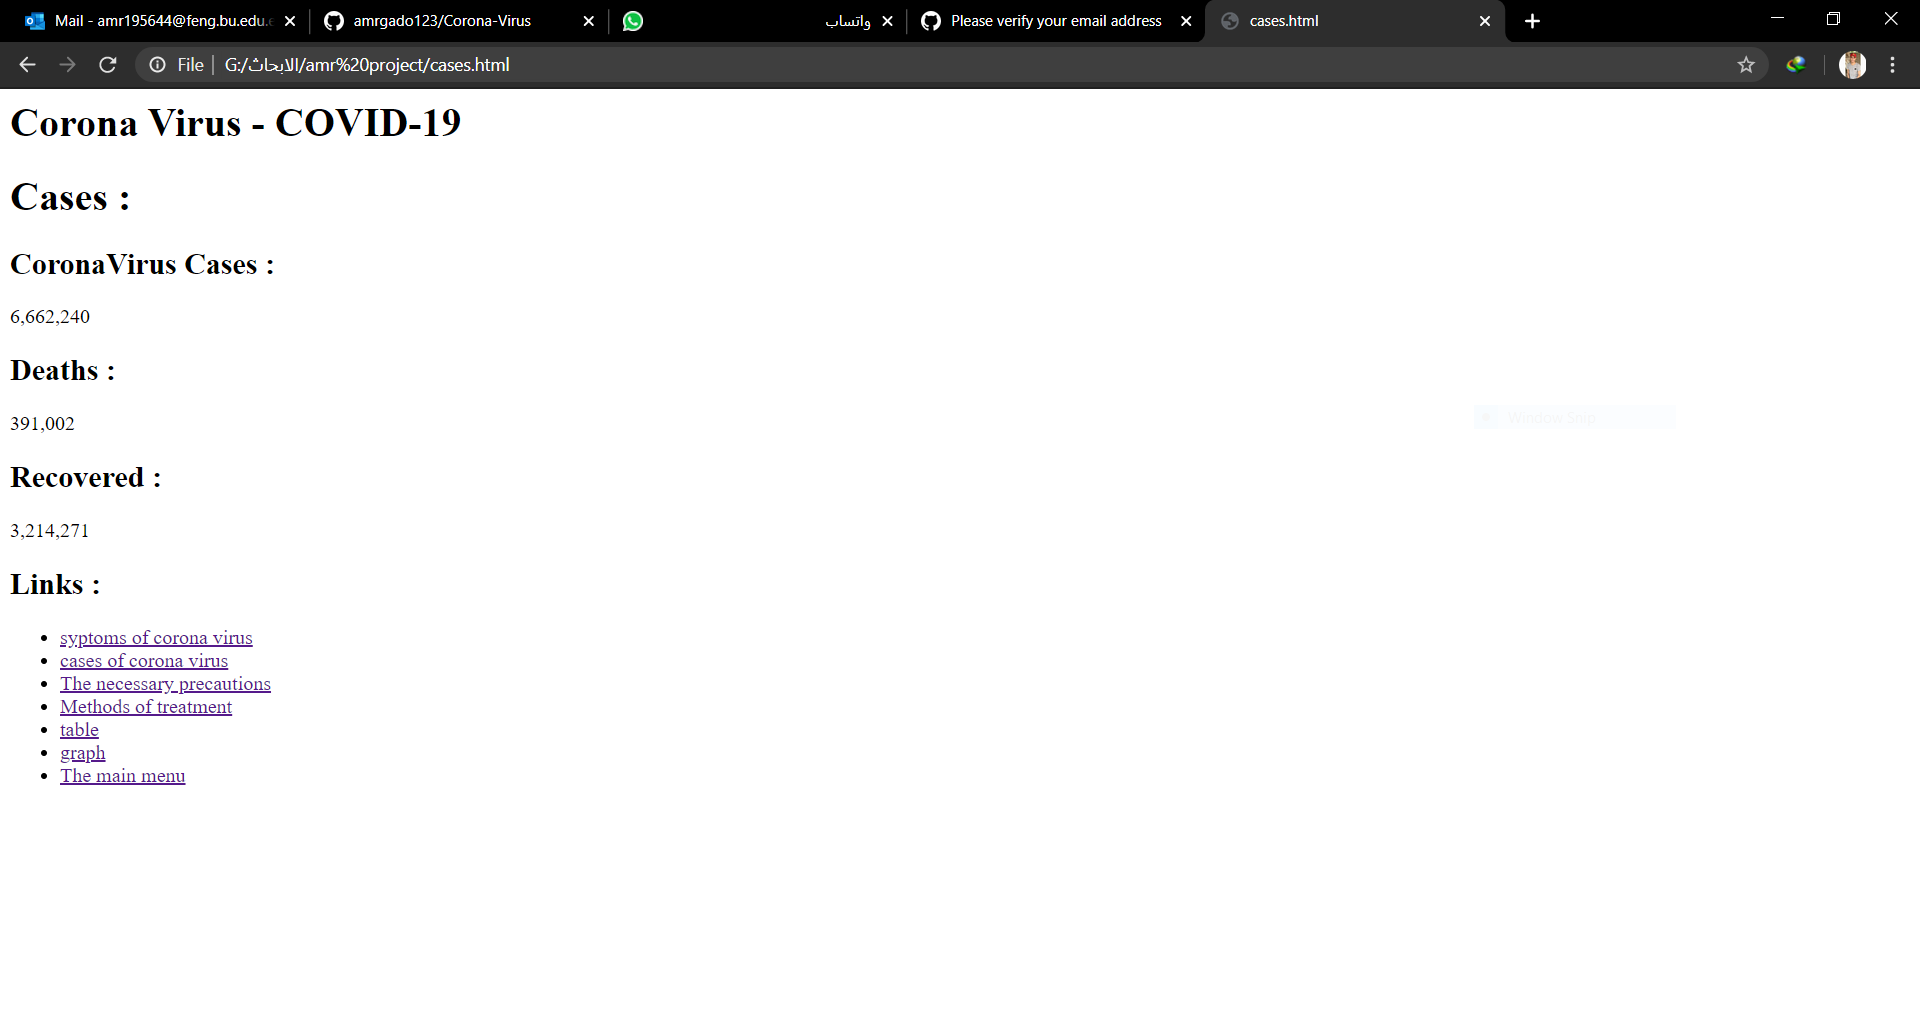 Mail - amr195644@feng.bu.edu.e
amrgado123/Corona-Virus
واتساب
Please verify your email address
cases.html
File
G:/الابحاث/amr%20project/cases.html
Corona Virus - COVID-19
Cases :
CoronaVirus Cases :
6,662,240
Deaths :
391,002
Window Snip
Recovered :
3,214,271
Links :
syptoms of corona virus
cases of corona virus
The necessary precautions
Methods of treatment
table
graph
The main menu